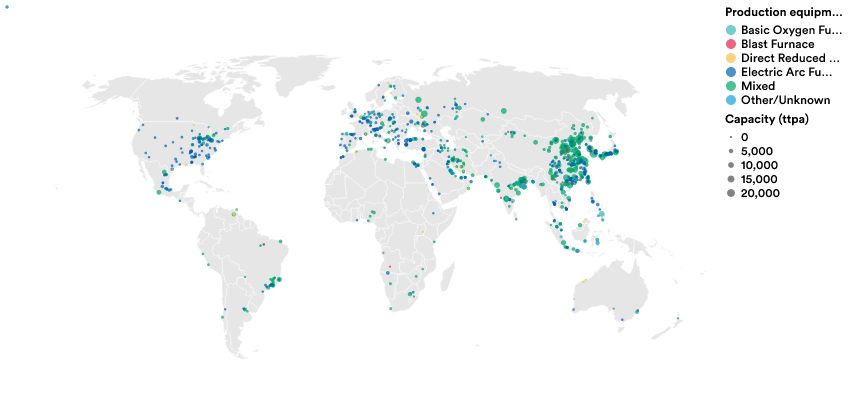 Production equipm...
Basic Oxygen Fu...
Blast Furnace
Direct Reduced ...
Electric Arc Fu...
Mixed
Other/Unknown
Capacity (ttpa)
0
5,000
10,000
15,000
20,000